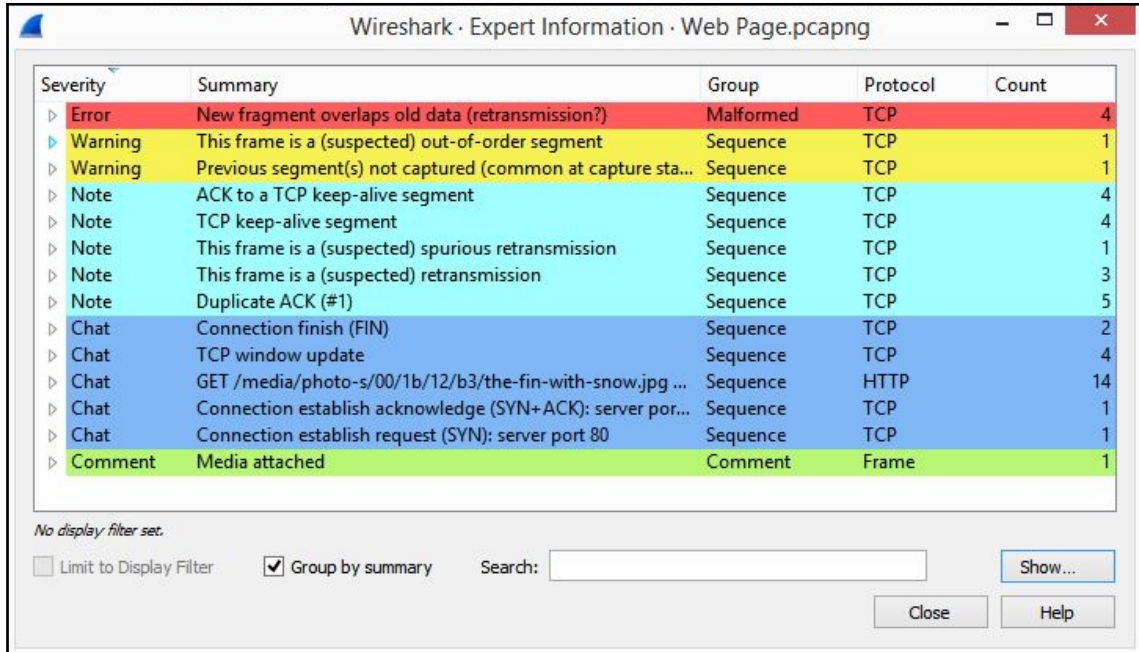 Wireshark · Expert Information · Web Page.pcapng
Severity Summary Group Protocol Count
Error New fragment overlaps old data (retransmission?) Malformed TCP 4
Warning This frame is a (suspected) out-of-order segment Sequence TCP 1
Warning Previous segment(s) not captured (common at capture sta... Sequence TCP 1
Note ACK to a TCP keep-alive segment Sequence TCP 4
Note TCP keep-alive segment Sequence TCP 4
Note This frame is a (suspected) spurious retransmission Sequence TCP 1
Note This frame is a (suspected) retransmission Sequence TCP 3
Note Duplicate ACK (#1) Sequence TCP 5
Chat Connection finish (FIN) Sequence TCP 2
Chat TCP window update Sequence TCP 4
Chat GET /media/photo-s/00/1b/12/b3/the-fin-with-snow.jpg ... Sequence HTTP 14
Chat Connection establish acknowledge (SYN+ACK): server por... Sequence TCP 1
Chat Connection establish request (SYN): server port 80 Sequence TCP 1
Comment Media attached Comment Frame 1
No display filter set.
Limit to Display Filter Group by summary Search: Show...
Close Help